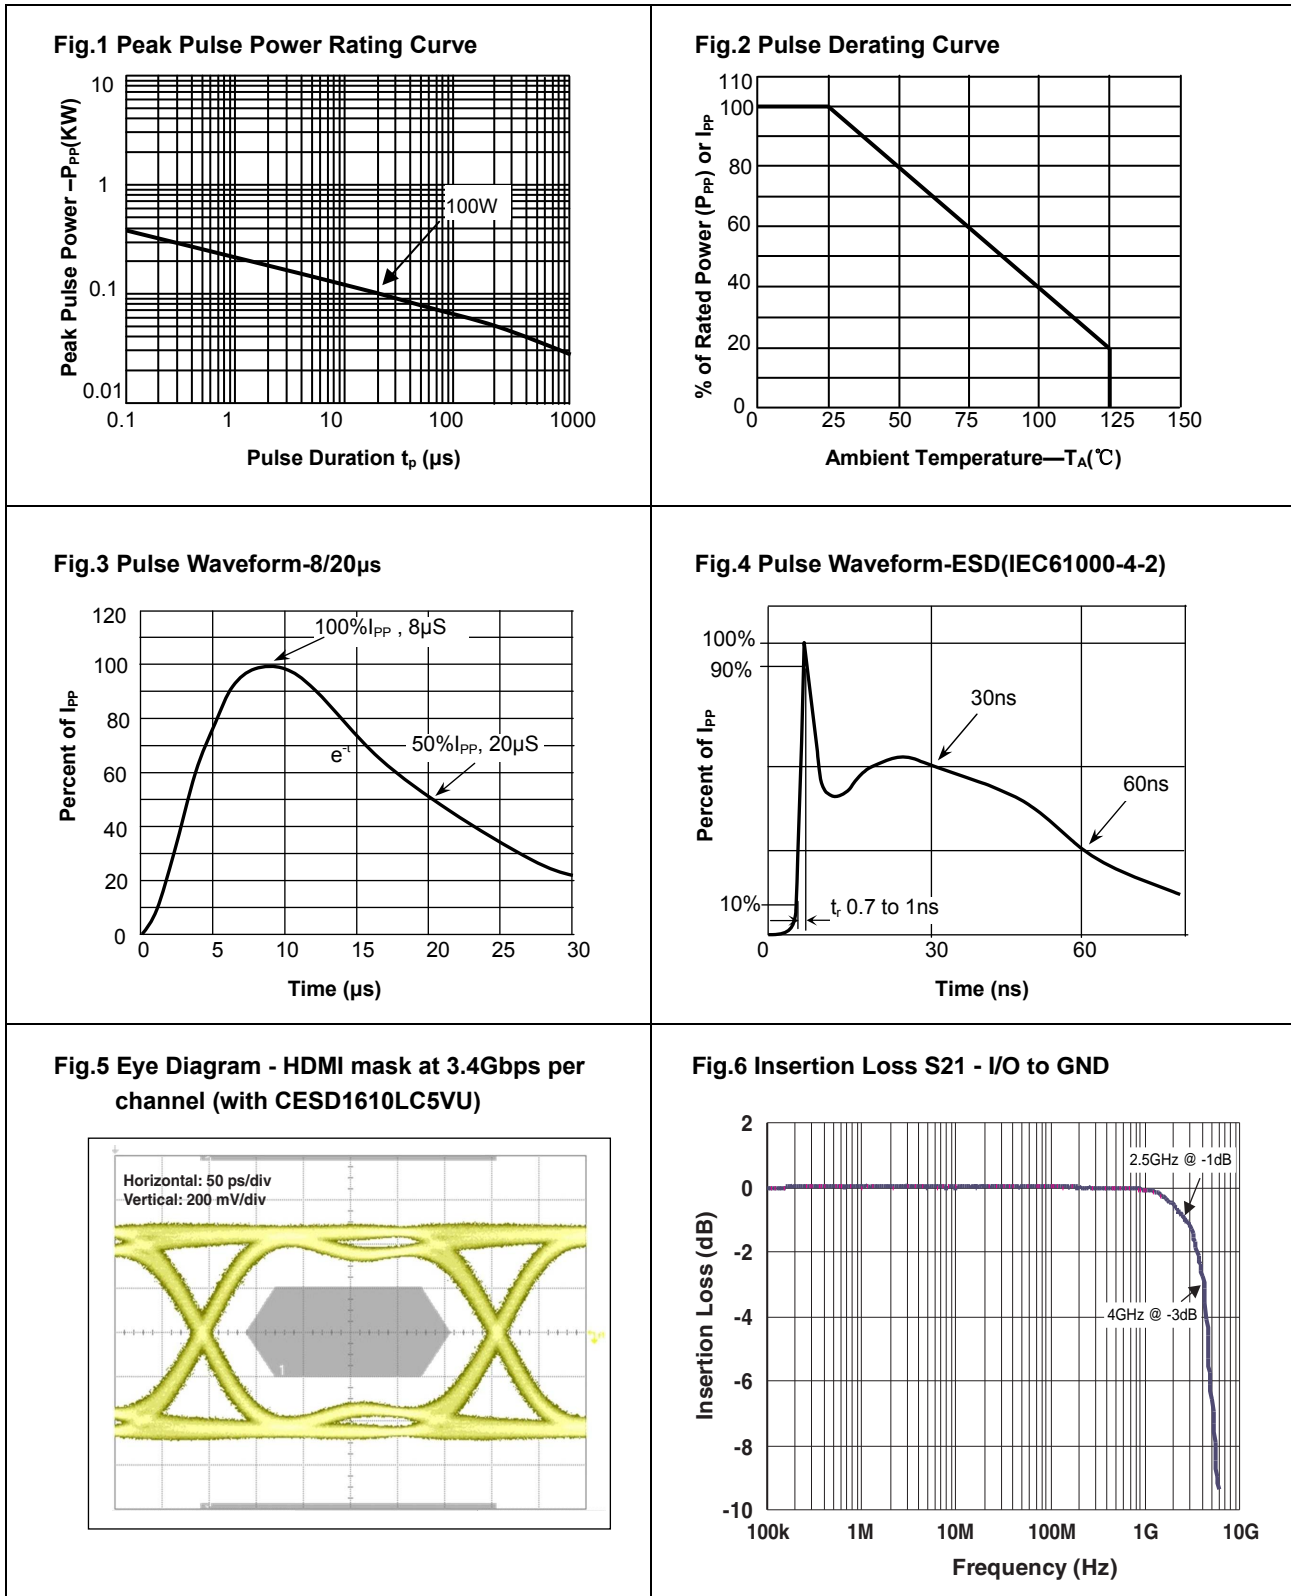 Fig.1 Peak Pulse Power Rating Curve
Peak Pulse Power –PPP(KW)
10
1
0.1
0.01
100W
0.1 1 10 100 1000
Pulse Duration tp (µs)
Fig.2 Pulse Derating Curve
% of Rated Power (PPP) or IPP
110
100
80
60
40
20
0
0 25 50 75 100 125 150
Ambient Temperature—TA(℃)
Fig.3 Pulse Waveform-8/20µs
Percent of IPP
120
100
80
60
40
20
0
100%IPP , 8µS
e-t
50%IPP, 20µS
0 5 10 15 20 25 30
Time (µs)
Fig.4 Pulse Waveform-ESD(IEC61000-4-2)
Percent of IPP
100%
90%
10%
30ns
60ns
tr 0.7 to 1ns
0 30 60
Time (ns)
Fig.5 Eye Diagram - HDMI mask at 3.4Gbps per
channel (with CESD1610LC5VU)
Horizontal: 50 ps/div
Vertical: 200 mV/div
1
Fig.6 Insertion Loss S21 - I/O to GND
Insertion Loss (dB)
2
0
-2
-4
-6
-8
-10
2.5GHz @ -1dB
4GHz @ -3dB
100k 1M 10M 100M 1G 10G
Frequency (Hz)